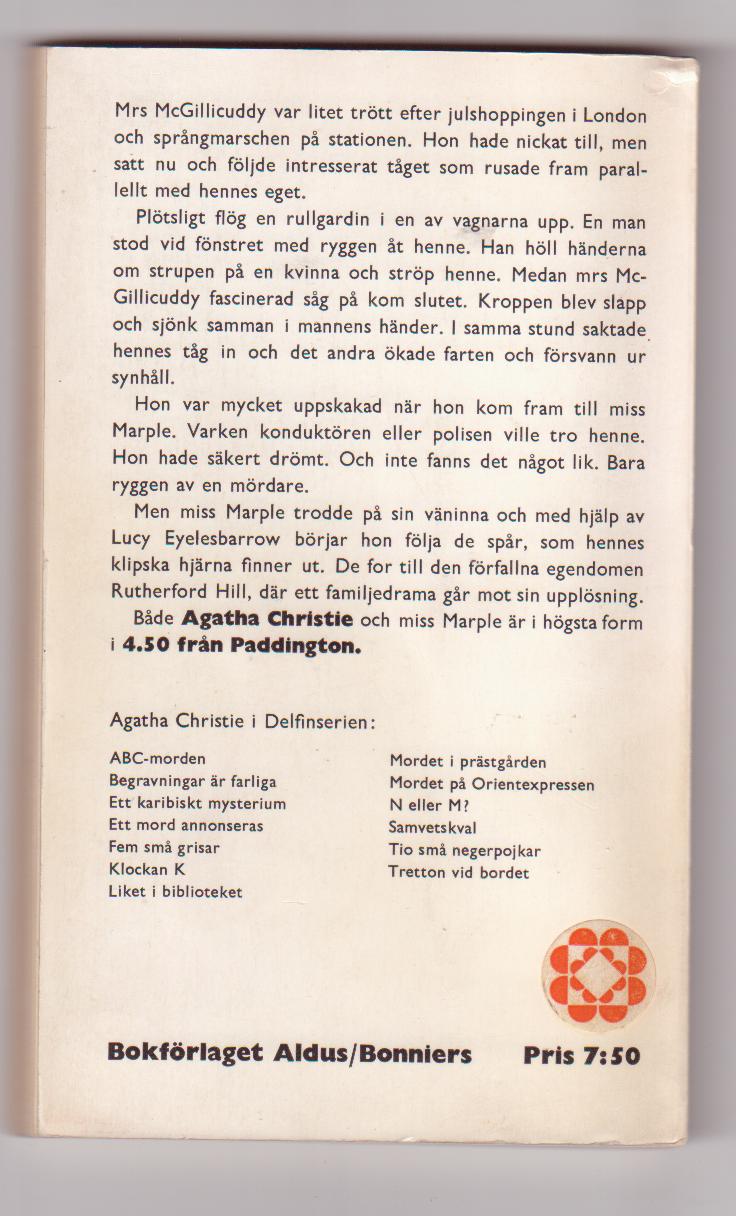 Mrs McGillicuddy var litet trött efter julshoppingen i London
och språngmarschen på stationen. Hon hade nickat till, men
satt nu och följde intresserat tåget som rusade fram paral-
lellt med hennes eget.
Plötsligt flög en rullgardin i en av vagnarna upp. En man
stod vid fönstret med ryggen åt henne. Han höll händerna
om strupen på en kvinna och ströp henne. Medan mrs Mc-
Gillicuddy fascinerad såg på kom slutet. Kroppen blev slapp
och sjönk samman i mannens händer. I samma stund saktade
hennes tåg in och det andra ökade farten och försvann ur
synhåll.
Hon var mycket uppskakad när hon kom fram till miss
Marple. Varken konduktören eller polisen ville tro henne.
Hon hade säkert drömt. Och inte fanns det något lik. Bara
ryggen av en mördare.
Men miss Marple trodde på sin väninna och med hjälp av
Lucy Eyelesbarrow börjar hon följa de spår, som hennes
klipska hjärna finner ut. De for till den förfallna egendomen
Rutherford Hill, där ett familjedrama går mot sin upplösning.
Både Agatha Christie och miss Marple är i högsta form
i 4.50 från Paddington.
Agatha Christie i Delfinserien:
ABC-morden
Begravningar är farliga
Ett karibiskt mysterium
Ett mord annonseras
Fem små grisar
Klockan K
Liket i biblioteket
Mordet i prästgården
Mordet på Orientexpressen
N eller M?
Samvetskval
Tio små negerpojkar
Tretton vid bordet
Bokförlaget Aldus/Bonniers Pris 7:50